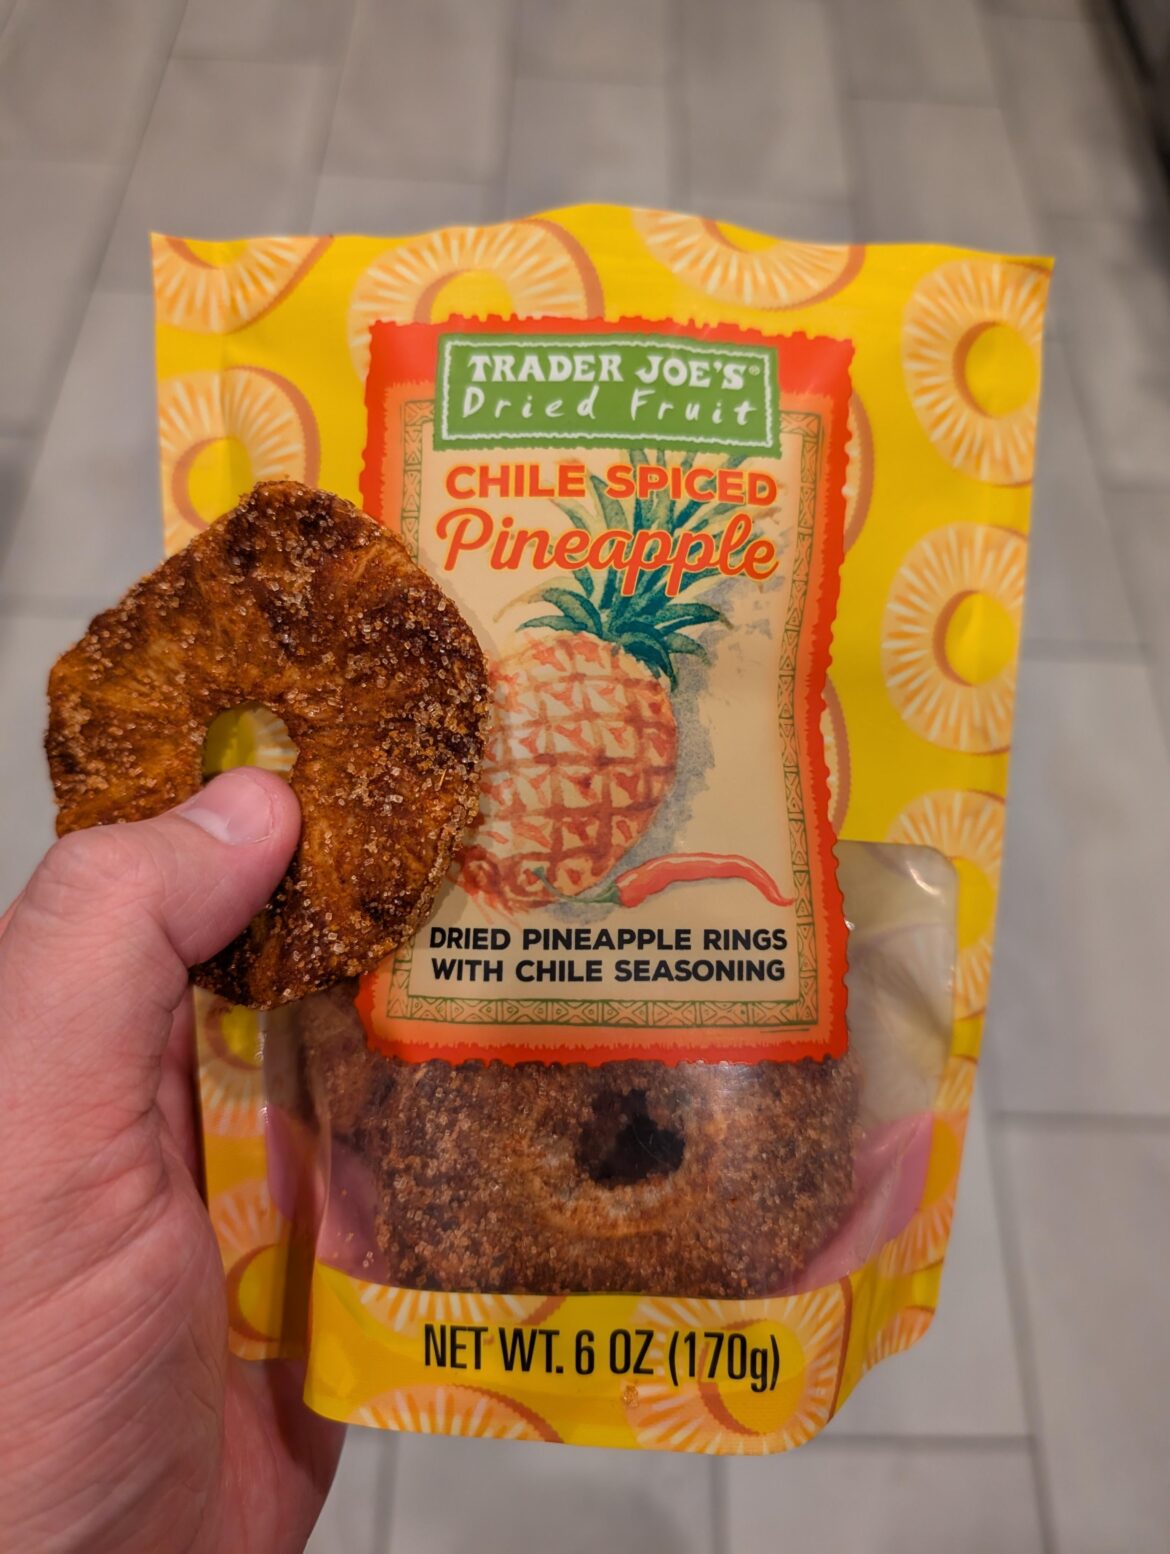 TRADER JOE'S®
Dried Fruit
CHILE SPICED
Pineapple
DRIED PINEAPPLE RINGS
WITH CHILE SEASONING
NET WT. 6 OZ (170g)